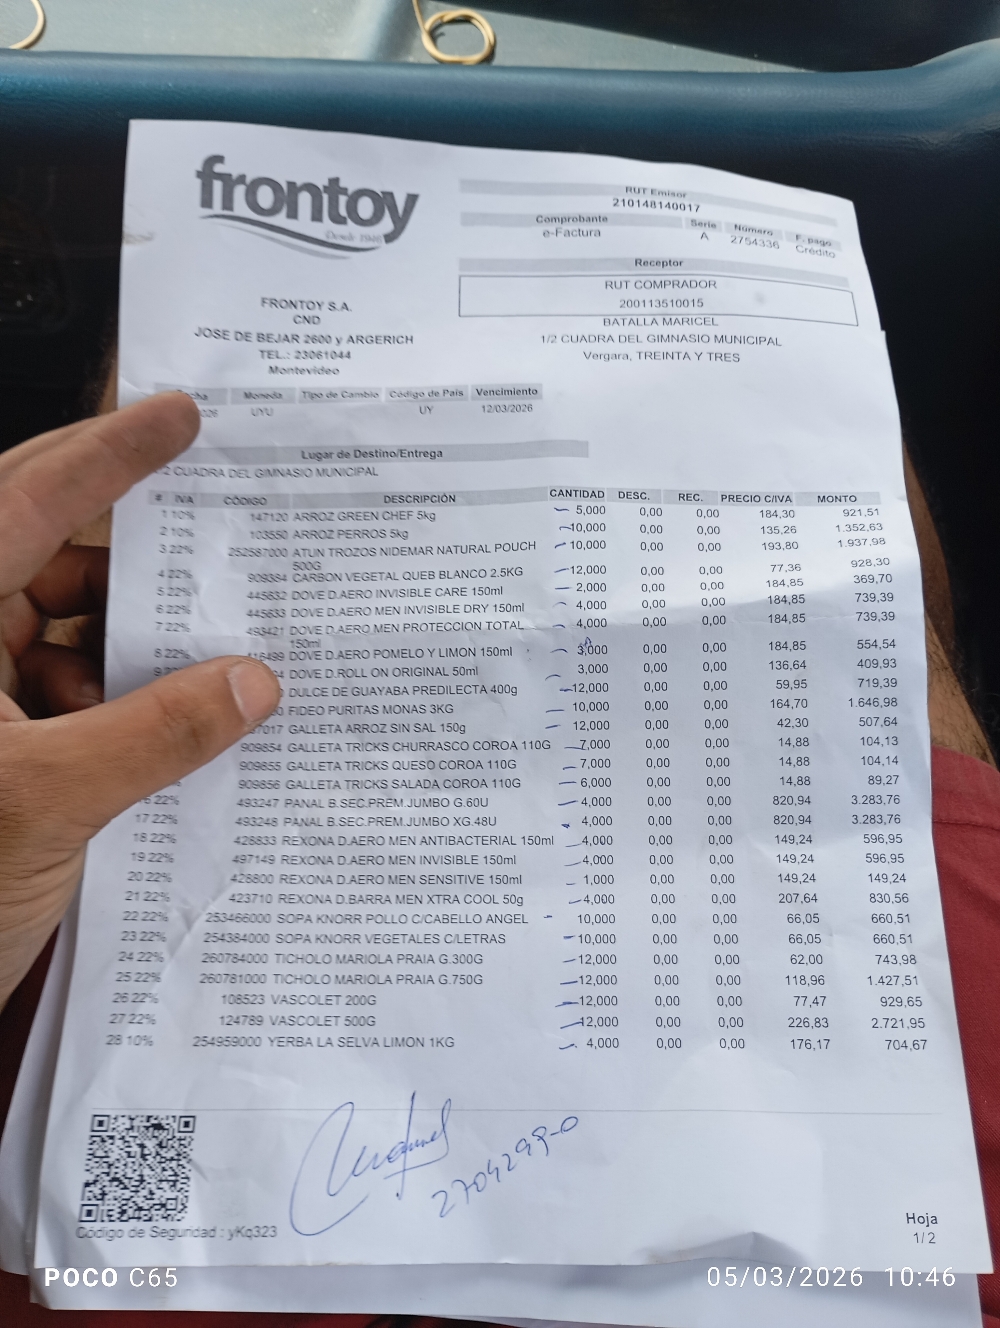 frontoy
Desde 1946
RUT Emisor
210148140017
Comprobante Serie Número F. pago
e-Factura A 2754336 Crédito
Receptor
RUT COMPRADOR
200113510015
BATALLA MARICEL
1/2 CUADRA DEL GIMNASIO MUNICIPAL
Vergara, TREINTA Y TRES
FRONTOY S.A.
CND
JOSE DE BEJAR 2600 y ARGERICH
TEL.: 23061044
Montevideo
Moneda Tipo de Cambio Código de País Vencimiento
UYU UY 12/03/2026
Lugar de Destino/Entrega
CUADRA DEL GIMNASIO MUNICIPAL
# IVA CÓDIGO DESCRIPCIÓN CANTIDAD DESC. REC. PRECIO C/IVA MONTO
1 10% 147120 ARROZ GREEN CHEF 5kg 5,000 0,00 0,00 184,30 921,51
2 10% 103550 ARROZ PERROS 5kg 10,000 0,00 0,00 135,26 1.352,63
3 22% 252587000 ATUN TROZOS NIDEMAR NATURAL POUCH 10,000 0,00 0,00 193,80 1.937,98
500G
4 22% 909384 CARBON VEGETAL QUEB BLANCO 2.5KG 12,000 0,00 0,00 77,36 928,30
5 22% 445632 DOVE D.AERO INVISIBLE CARE 150ml 2,000 0,00 0,00 184,85 369,70
6 22% 445633 DOVE D.AERO MEN INVISIBLE DRY 150ml 4,000 0,00 0,00 184,85 739,39
7 22% 493421 DOVE D.AERO MEN PROTECCION TOTAL 4,000 0,00 0,00 184,85 739,39
150ml
8 22% DOVE D.AERO POMELO Y LIMON 150ml 3,000 0,00 0,00 184,85 554,54
DOVE D.ROLL ON ORIGINAL 50ml 3,000 0,00 0,00 136,64 409,93
DULCE DE GUAYABA PREDILECTA 400g 12,000 0,00 0,00 59,95 719,39
FIDEO PURITAS MONAS 3KG 10,000 0,00 0,00 164,70 1.646,98
GALLETA ARROZ SIN SAL 150g 12,000 0,00 0,00 42,30 507,64
909854 GALLETA TRICKS CHURRASCO COROA 110G 7,000 0,00 0,00 14,88 104,13
909855 GALLETA TRICKS QUESO COROA 110G 7,000 0,00 0,00 14,88 104,14
909856 GALLETA TRICKS SALADA COROA 110G 6,000 0,00 0,00 14,88 89,27
22% 493247 PANAL B.SEC.PREM.JUMBO G.60U 4,000 0,00 0,00 820,94 3.283,76
17 22% 493248 PANAL B.SEC.PREM.JUMBO XG.48U 4,000 0,00 0,00 820,94 3.283,76
18 22% 428833 REXONA D.AERO MEN ANTIBACTERIAL 150ml 4,000 0,00 0,00 149,24 596,95
19 22% 497149 REXONA D.AERO MEN INVISIBLE 150ml 4,000 0,00 0,00 149,24 596,95
20 22% 428800 REXONA D.AERO MEN SENSITIVE 150ml 1,000 0,00 0,00 149,24 149,24
21 22% 423710 REXONA D.BARRA MEN XTRA COOL 50g 4,000 0,00 0,00 207,64 830,56
22 22% 253466000 SOPA KNORR POLLO C/CABELLO ANGEL 10,000 0,00 0,00 66,05 660,51
23 22% 254384000 SOPA KNORR VEGETALES C/LETRAS 10,000 0,00 0,00 66,05 660,51
24 22% 260784000 TICHOLO MARIOLA PRAIA G.300G 12,000 0,00 0,00 62,00 743,98
25 22% 260781000 TICHOLO MARIOLA PRAIA G.750G 12,000 0,00 0,00 118,96 1.427,51
26 22% 108523 VASCOLET 200G 12,000 0,00 0,00 77,47 929,65
27 22% 124789 VASCOLET 500G 12,000 0,00 0,00 226,83 2.721,95
28 10% 254959000 YERBA LA SELVA LIMON 1KG 4,000 0,00 0,00 176,17 704,67
2704299-0
Código de Seguridad : yKq323
Hoja
1/2
POCO C65
05/03/2026 10:46